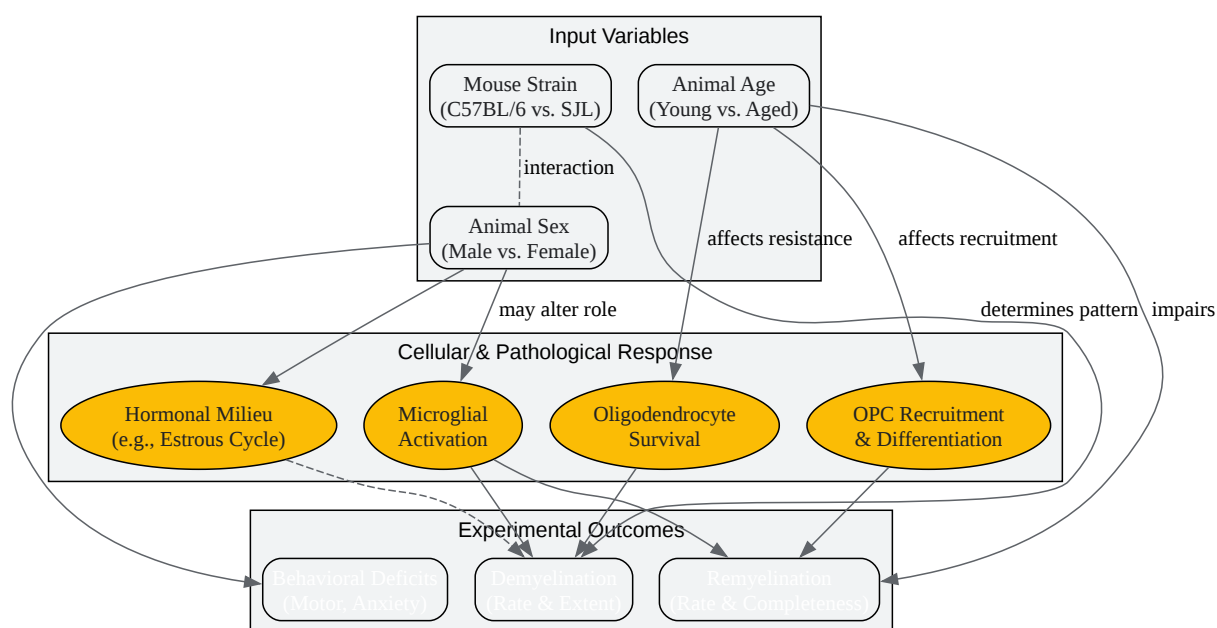 Input Variables
Mouse Strain
(C57BL/6 vs. SJL)
Animal Age
(Young vs. Aged)
interaction
Animal Sex
(Male vs. Female)
affects resistance
affects recruitment
may alter role
determines pattern
impairs
Cellular & Pathological Response
Hormonal Milieu
(e.g., Estrous Cycle)
Microglial
Activation
Oligodendrocyte
Survival
OPC Recruitment
& Differentiation
Experimental Outcomes
Behavioral Deficits
(Motor, Anxiety)
Demyelination
(Rate & Extent)
Remyelination
(Rate & Completeness)